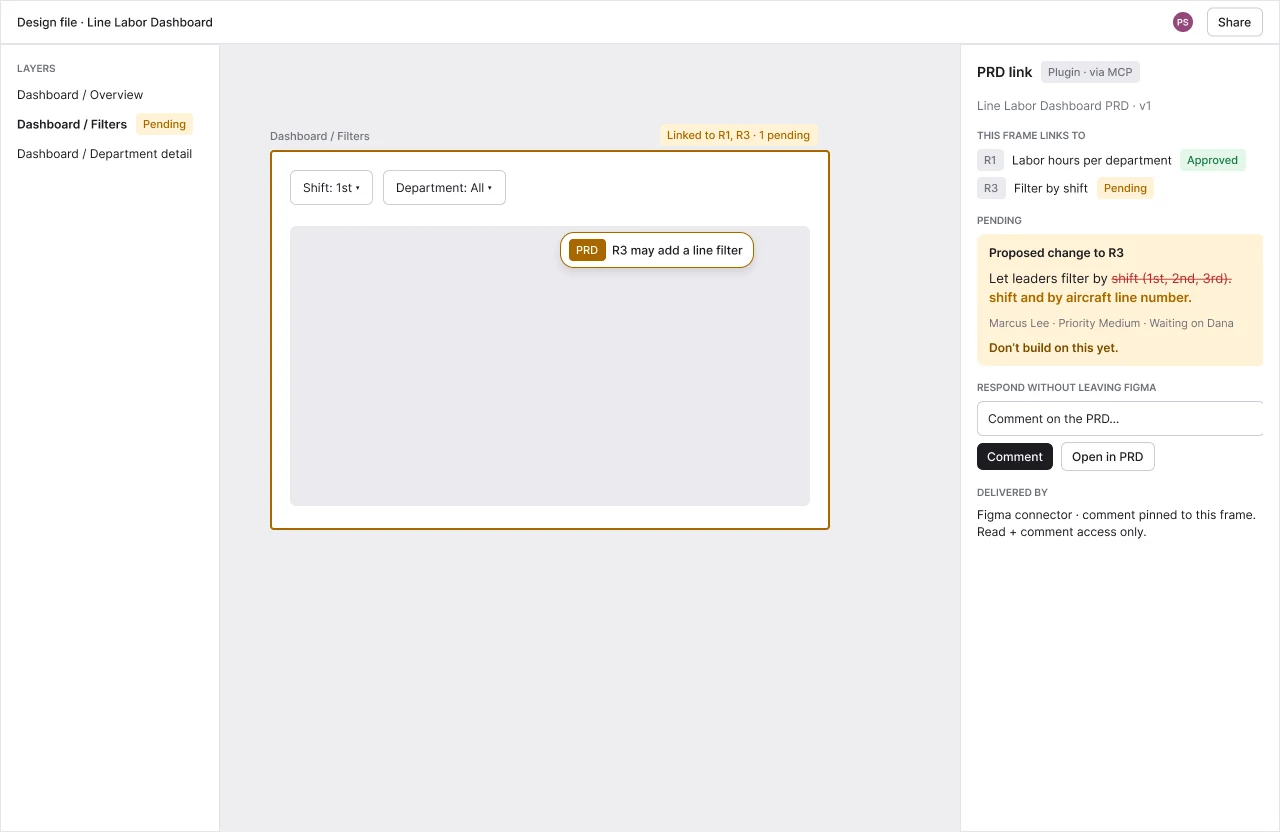 Design file · Line Labor Dashboard
PS
Share
LAYERS
Dashboard / Overview
Dashboard / Filters
Pending
Dashboard / Department detail
Dashboard / Filters
Linked to R1, R3 · 1 pending
Shift: 1st ▾
Department: All ▾
PRD
R3 may add a line filter
PRD link
Plugin · via MCP
Line Labor Dashboard PRD · v1
THIS FRAME LINKS TO
R1
Labor hours per department
Approved
R3
Filter by shift
Pending
PENDING
Proposed change to R3
Let leaders filter by shift (1st, 2nd, 3rd).
shift and by aircraft line number.
Marcus Lee · Priority Medium · Waiting on Dana
Don't build on this yet.
RESPOND WITHOUT LEAVING FIGMA
Comment on the PRD...
Comment
Open in PRD
DELIVERED BY
Figma connector · comment pinned to this frame.
Read + comment access only.